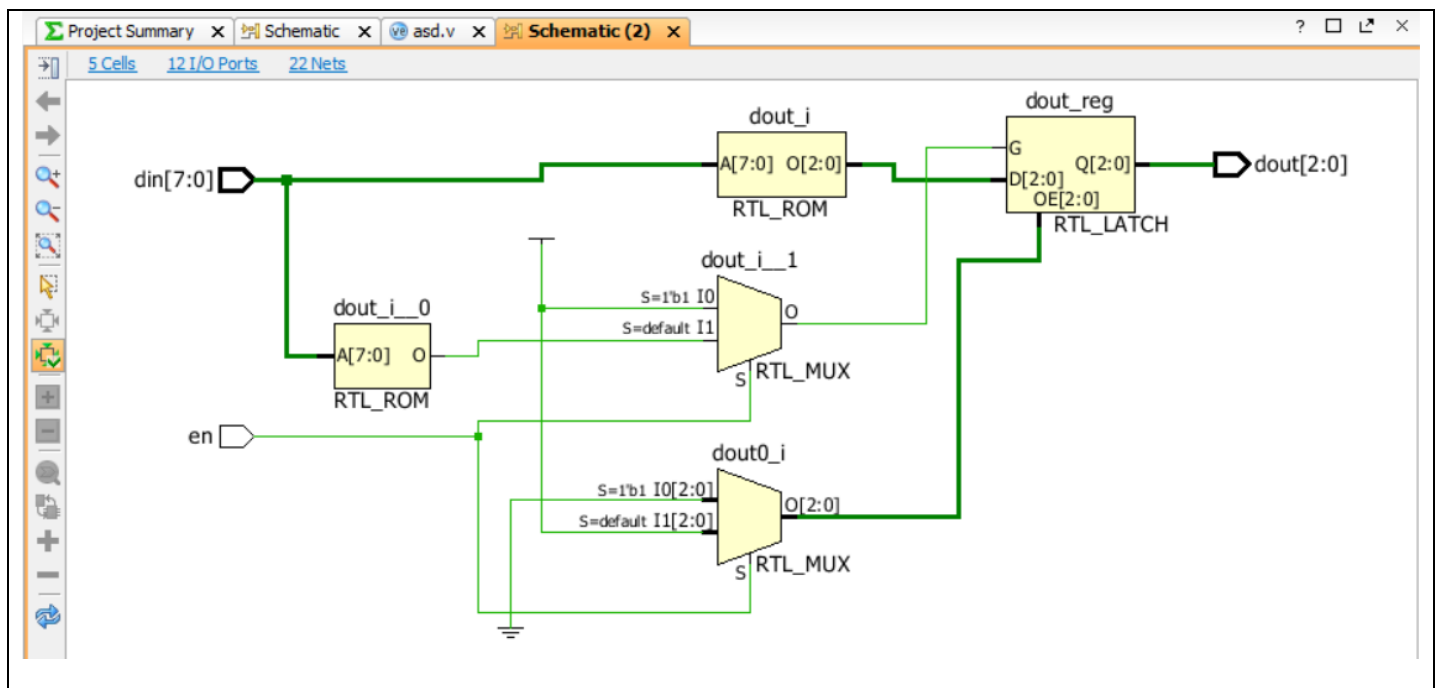 Project Summary × Schematic × asd.v × Schematic (2) × ? ×
5 Cells 12 I/O Ports 22 Nets
dout_reg
dout_i
G
A[7:0] O[2:0]
Q[2:0]
din[7:0]
dout[2:0]
D[2:0]
OE[2:0]
RTL_ROM
RTL_LATCH
dout_i__1
S=1'b1 I0
dout_i__0
O
S=default I1
A[7:0] O
S RTL_MUX
RTL_ROM
en
dout0_i
S=1'b1 I0[2:0]
O[2:0]
S=default I1[2:0]
S RTL_MUX